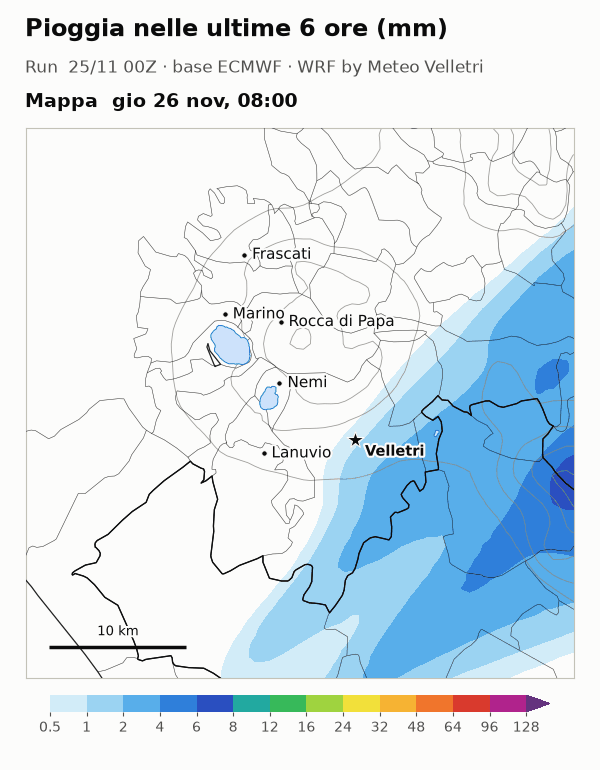 Pioggia nelle ultime 6 ore (mm)
Run  25/11 00Z · base ECMWF · WRF by Meteo Velletri
Mappa  gio 26 nov, 08:00
Frascati
Marino
Rocca di Papa
Nemi
Velletri
Lanuvio
10 km
0.5 1 2 4 6 8 12 16 24 32 48 64 96 128